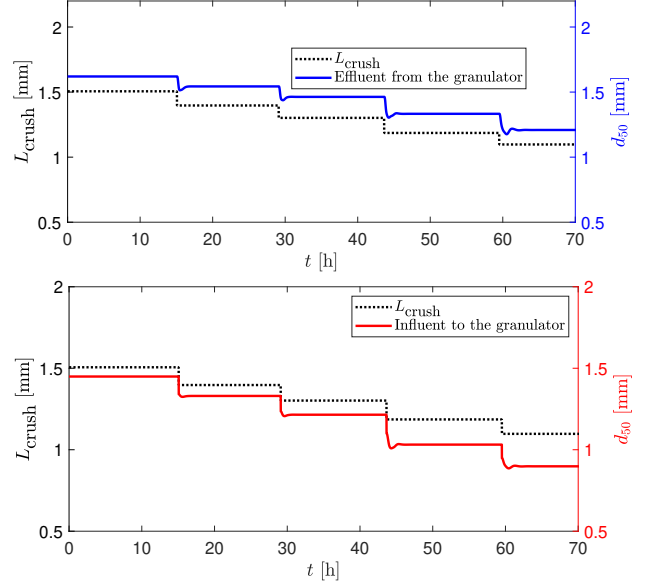 2
1.5
1
0.5
L_crush [mm]
2
1.5
1
0.5
d_50 [mm]
L_crush
Effluent from the granulator
0 10 20 30 40 50 60 70
t [h]
2
1.5
1
0.5
L_crush [mm]
2
1.5
1
0.5
d_50 [mm]
L_crush
Influent to the granulator
0 10 20 30 40 50 60 70
t [h]